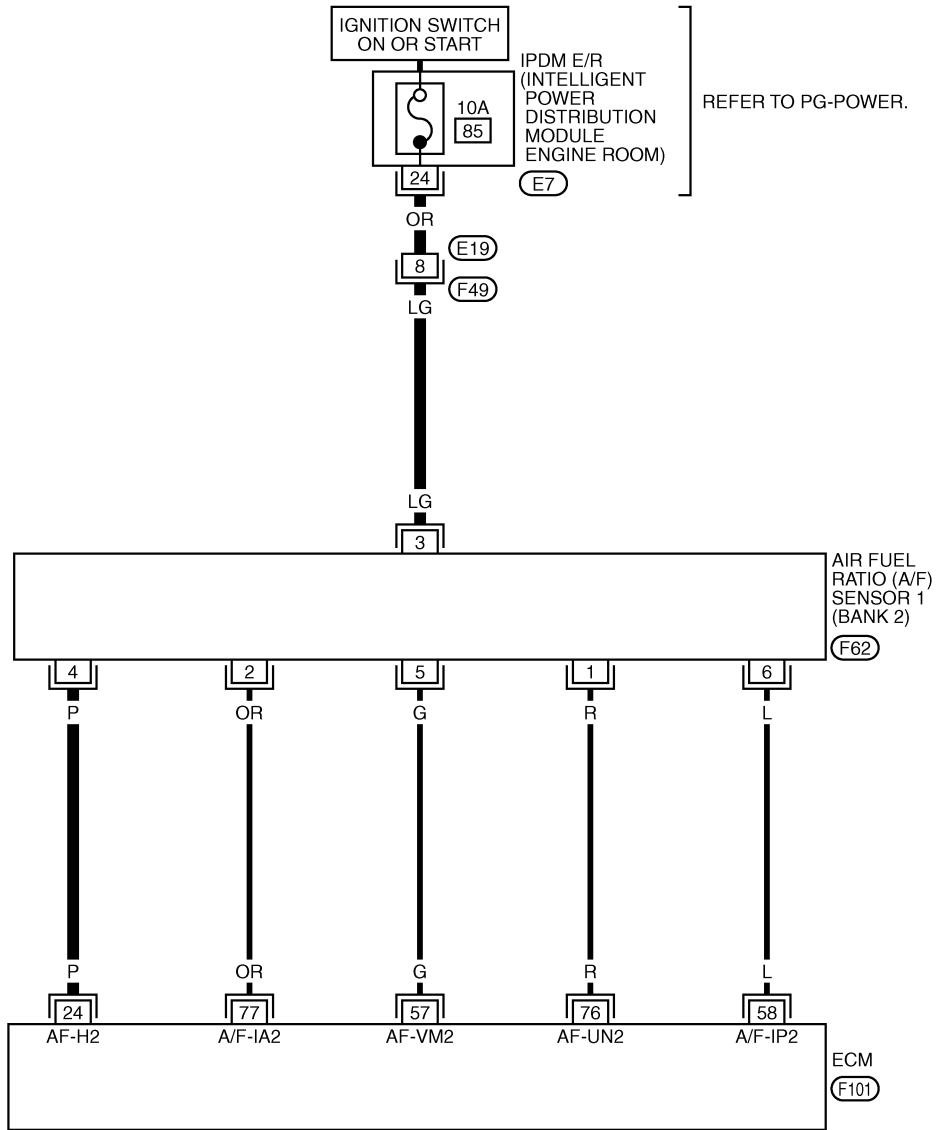 IGNITION SWITCH
ON OR START
IPDM E/R
(INTELLIGENT
POWER
DISTRIBUTION
MODULE
ENGINE ROOM)
REFER TO PG-POWER.
10A
85
24
E7
OR
E19
8
F49
LG
LG
3
AIR FUEL
RATIO (A/F)
SENSOR 1
(BANK 2)
F62
4 2 5 1 6
P OR G R L
P OR G R L
24 77 57 76 58
AF-H2 A/F-IA2 AF-VM2 AF-UN2 A/F-IP2
ECM
F101